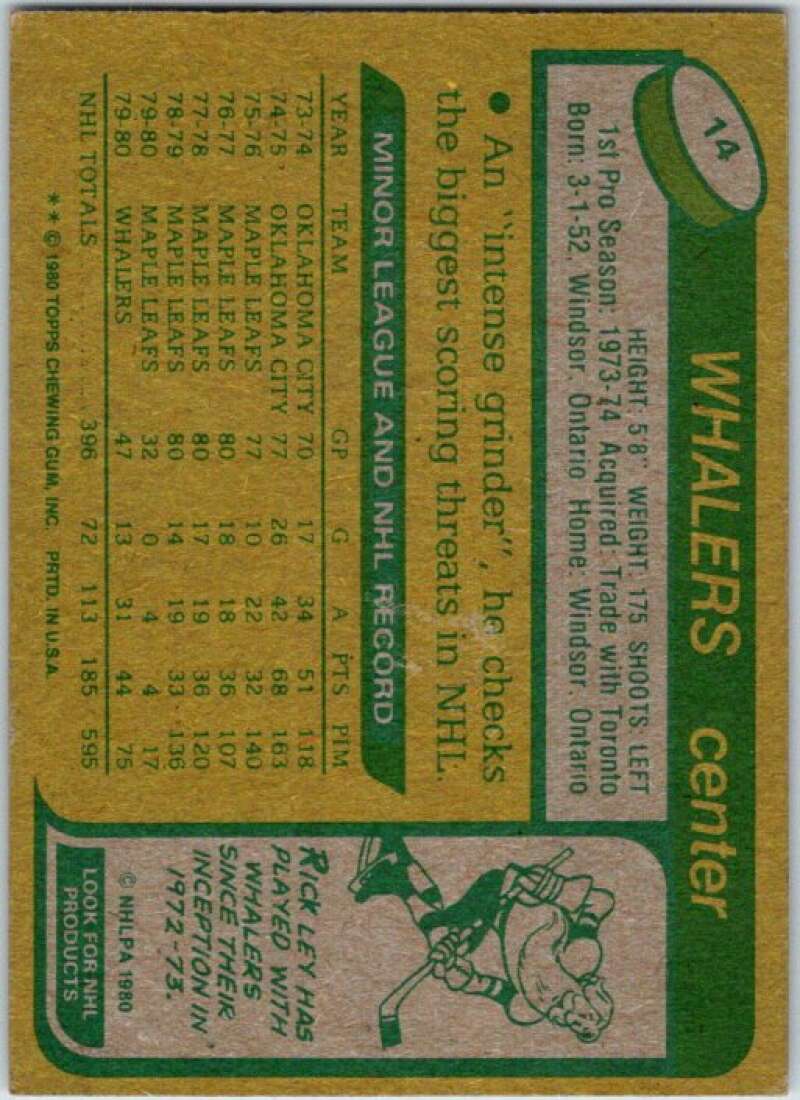 14
WHALERS center
HEIGHT: 5'8" WEIGHT: 175 SHOOTS: LEFT
1st Pro Season: 1973-74 Acquired: Trade with Toronto
Born: 3-1-52, Windsor, Ontario Home: Windsor, Ontario
● An "intense grinder", he checks
the biggest scoring threats in NHL.
MINOR LEAGUE AND NHL RECORD
YEAR TEAM GP G A PTS PIM
73-74 OKLAHOMA CITY 70 17 34 51 118
74-75 OKLAHOMA CITY 77 26 42 68 163
75-76 MAPLE LEAFS 77 10 22 32 140
76-77 MAPLE LEAFS 80 18 18 36 107
77-78 MAPLE LEAFS 80 17 19 36 120
78-79 MAPLE LEAFS 80 14 19 33 136
79-80 MAPLE LEAFS 32 0 4 4 17
79-80 WHALERS 47 13 31 44 75
NHL TOTALS ........... 396 72 113 185 595
**© 1980 TOPPS CHEWING GUM, INC. PRTD. IN U.S.A.
RICK LEY HAS
PLAYED WITH
WHALERS
SINCE THEIR
INCEPTION IN
1972-73.
© NHLPA 1980
LOOK FOR NHL
PRODUCTS